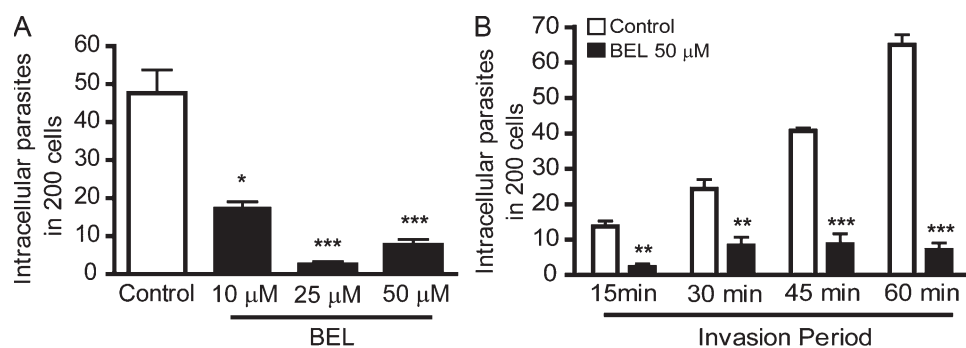 A
Intracellular parasites
in 200 cells
60
50
40
30
20
10
0
*
***
***
Control 10 μM 25 μM 50 μM
BEL
B
Intracellular parasites
in 200 cells
70
60
50
40
30
20
10
0
Control
BEL 50 μM
**
**
***
***
15min 30 min 45 min 60 min
Invasion Period